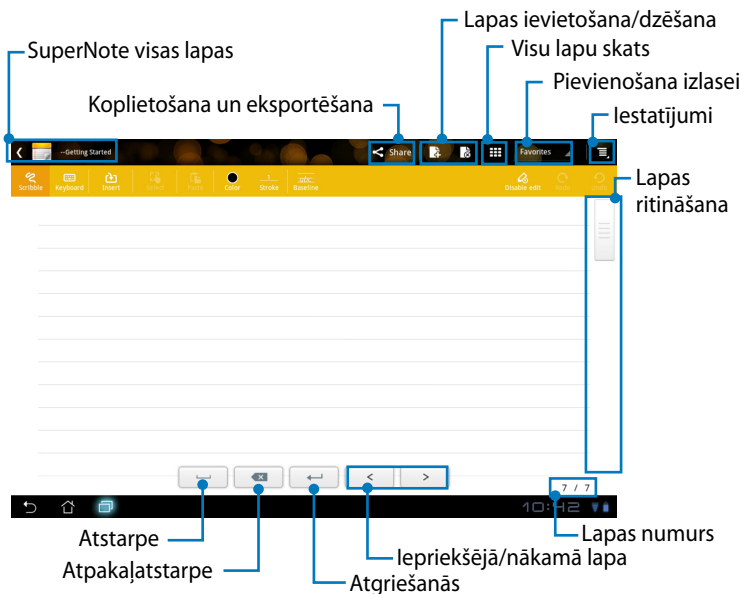 Lapas ievietošana/dzēšana
SuperNote visas lapas
Visu lapu skats
Pievienošana izlasei
Koplietošana un eksportēšana
Iestatījumi
--Getting Started
Share
Favorites
Scribble
Keyboard
Insert
Select
Paste
Color
1
Stroke
abc
Baseline
Disable edit
Lapas
ritināšana
7 / 7
10:42
Atstarpe
Lapas numurs
Iepriekšējā/nākamā lapa
Atpakaļatstarpe
Atgriešanās